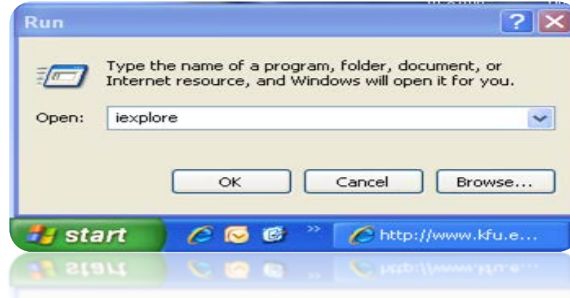 Run
Type the name of a program, folder, document, or
Internet resource, and Windows will open it for you.
Open: iexplore
OK Cancel Browse...
start » http://www.kfu.e...